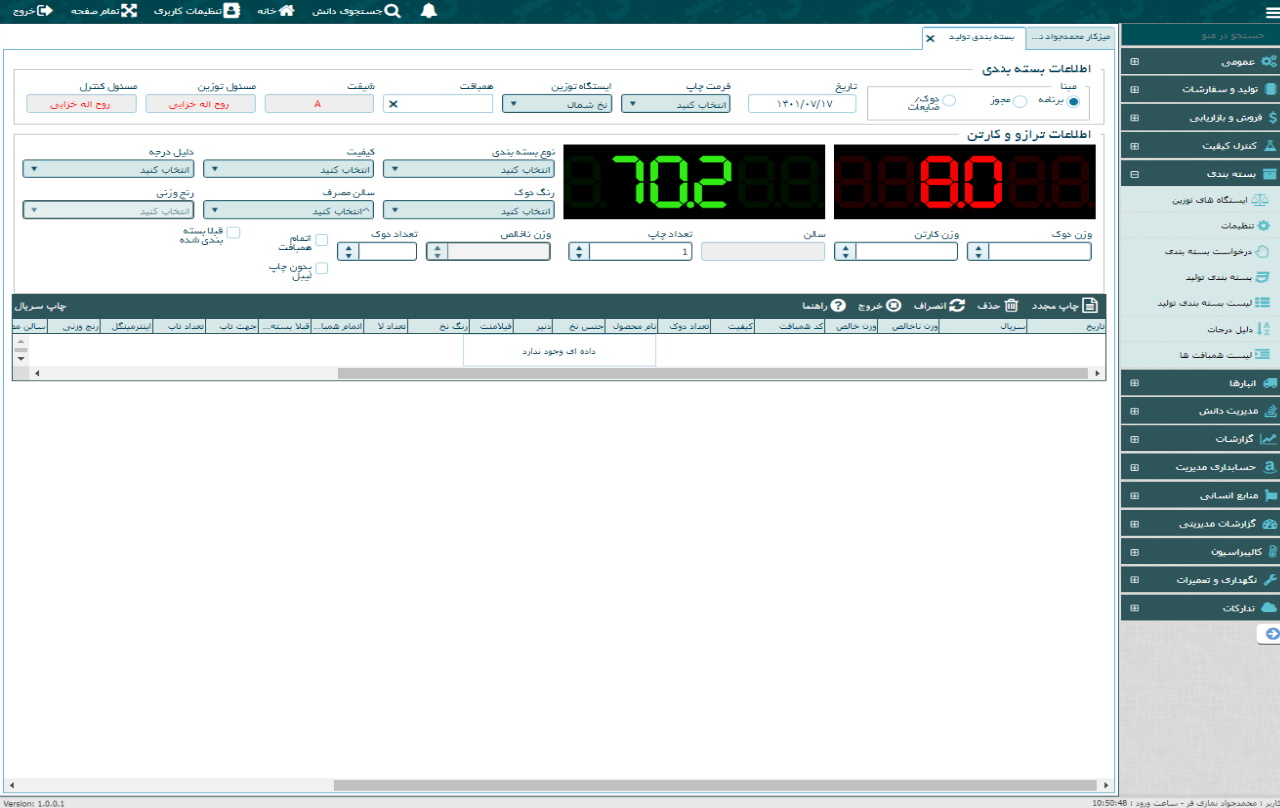 جستجوی دانش خانه تنظیمات کاربری تمام صفحه خروج
جستجو در منو
عمومی
تولید و سفارشات
فروش و بازاریابی
کنترل کیفیت
بسته بندی
ایستگاه های توزین
تنظیمات
درخواست بسته بندی
بسته بندی تولید
لیست بسته بندی تولید
دلیل درجات
لیست همبافت ها
انبارها
مدیریت دانش
گزارشات
حسابداری مدیریت
منابع انسانی
گزارشات مدیریتی
کالیبراسیون
نگهداری و تعمیرات
تدارکات
میزکار محمدجواد ن... بسته بندی تولید
اطلاعات بسته بندی
مبنا تاریخ فرمت چاپ ایستگاه توزین همبافت شیفت مسئول توزین مسئول کنترل
برنامه مجوز دوک/ضایعات ۱۴۰۱/۰۷/۱۷ انتخاب کنید نخ شمال A روح اله خزایی روح اله خزایی
اطلاعات ترازو و کارتن
8.0 70.2
نوع بسته بندی کیفیت دلیل درجه
انتخاب کنید انتخاب کنید انتخاب کنید
رنگ دوک سالن مصرف رنج وزنی
انتخاب کنید انتخاب کنید انتخاب کنید
وزن دوک وزن کارتن سالن تعداد چاپ وزن ناخالص تعداد دوک اتمام همبافت قبلا بسته بندی شده
1
بدون چاپ لیبل
چاپ مجدد حذف انصراف خروج راهنما چاپ سریال
تاریخ سریال وزن ناخالص وزن خالص کد همبافت کیفیت تعداد دوک نام محصول جنس نخ دنیر فیلامنت رنگ نخ تعداد لا اتمام همبا... قبلا بسته... جهت تاب تعداد تاب اینترمینگل رنج وزنی سالن مص
داده ای وجود ندارد
کاربر : محمدجواد نمازی فر - ساعت ورود : 10:50:48
Version: 1.0.0.1